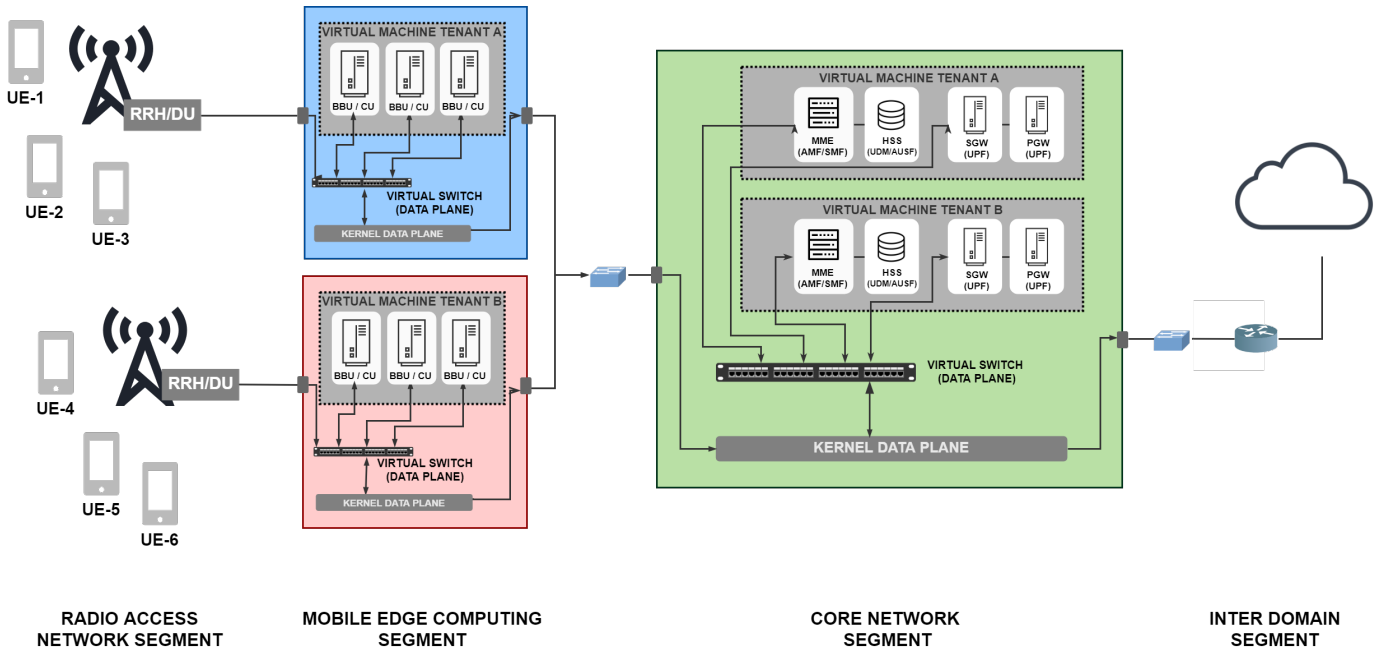 UE-1
RRH/DU
UE-2
UE-3
VIRTUAL MACHINE TENANT A
BBU / CU
BBU / CU
BBU / CU
VIRTUAL SWITCH
(DATA PLANE)
KERNEL DATA PLANE
UE-4
RRH/DU
UE-5
UE-6
VIRTUAL MACHINE TENANT B
BBU / CU
BBU / CU
BBU / CU
VIRTUAL SWITCH
(DATA PLANE)
KERNEL DATA PLANE
VIRTUAL MACHINE TENANT A
MME
(AMF/SMF)
HSS
(UDM/AUSF)
SGW
(UPF)
PGW
(UPF)
VIRTUAL MACHINE TENANT B
MME
(AMF/SMF)
HSS
(UDM/AUSF)
SGW
(UPF)
PGW
(UPF)
VIRTUAL SWITCH
(DATA PLANE)
KERNEL DATA PLANE
RADIO ACCESS
NETWORK SEGMENT
MOBILE EDGE COMPUTING
SEGMENT
CORE NETWORK
SEGMENT
INTER DOMAIN
SEGMENT